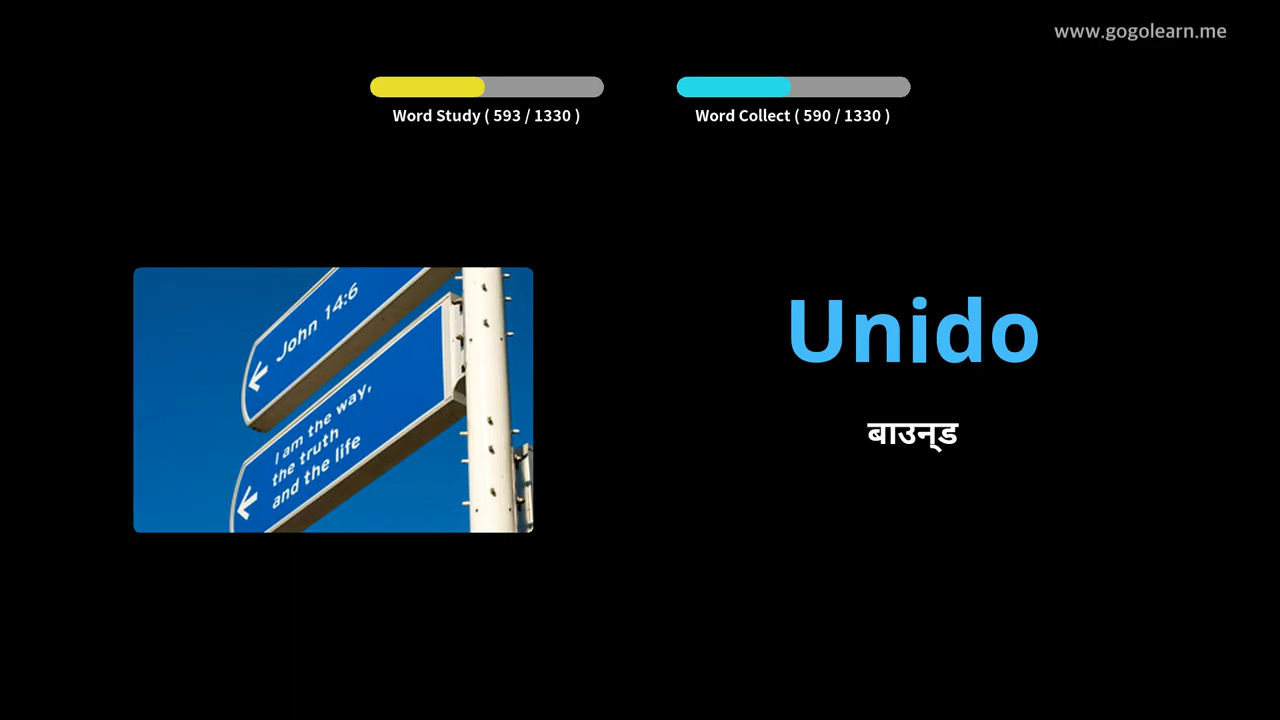 www.gogolearn.me
Word Study ( 593 / 1330 )
Word Collect ( 590 / 1330 )
John 14:6
I am the way,
the truth
and the life
Unido
बाउन्ड